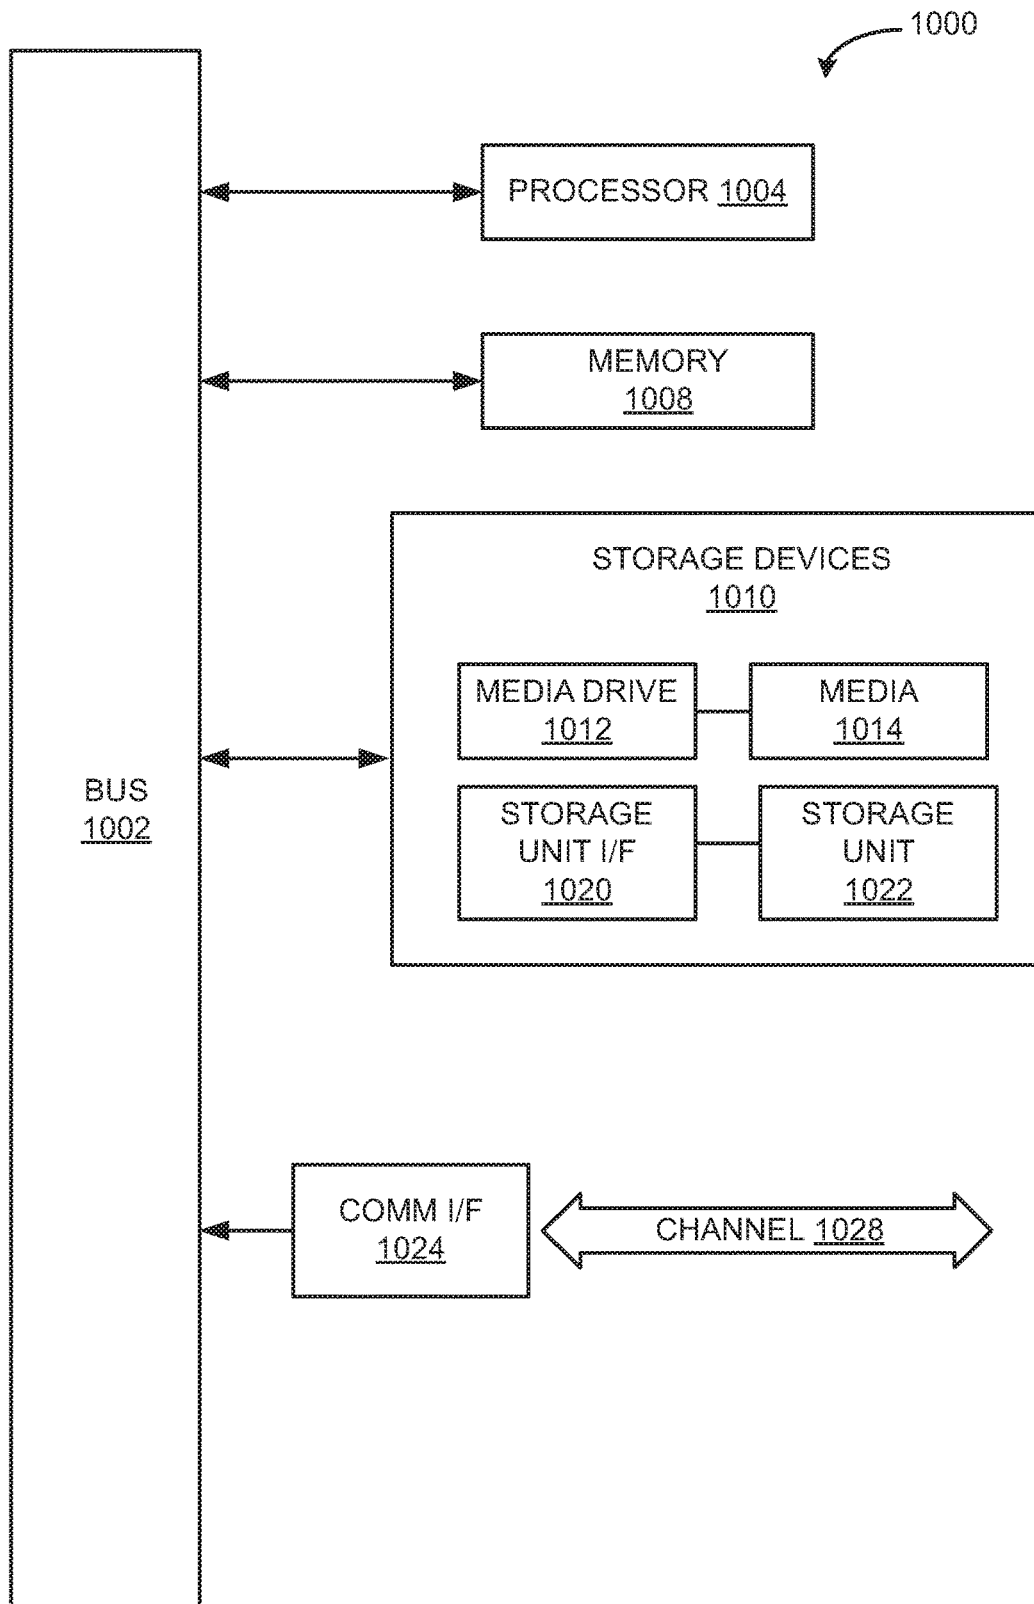 1000
PROCESSOR 1004
MEMORY
1008
STORAGE DEVICES
1010
MEDIA DRIVE
1012
MEDIA
1014
BUS
1002
STORAGE
UNIT I/F
1020
STORAGE
UNIT
1022
COMM I/F
1024
CHANNEL 1028